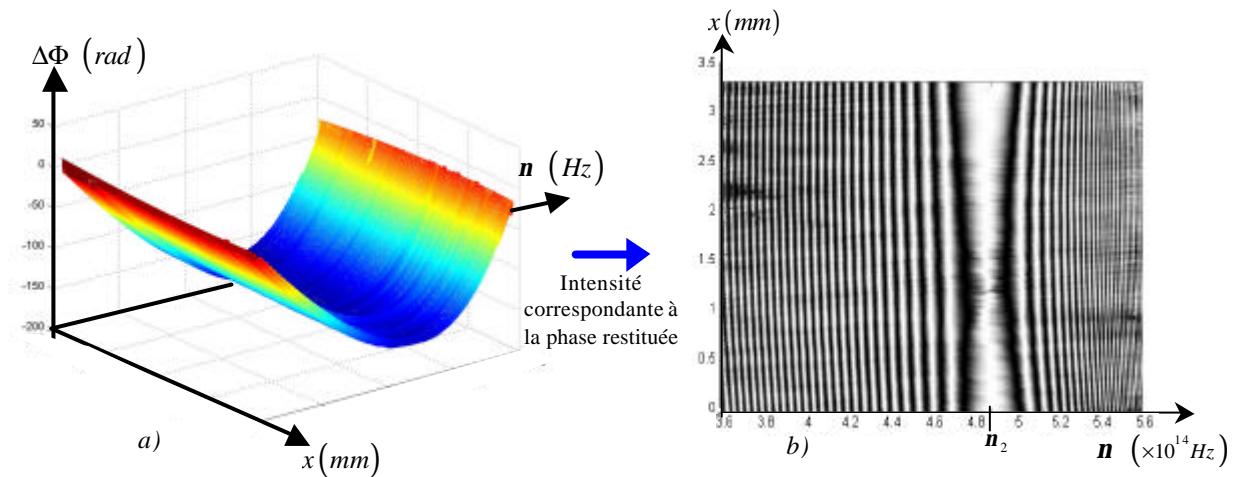 ΔΦ (rad)
50
0
-50
-100
-150
-200
n (Hz)
x (mm)
a)
Intensité
correspondante à
la phase restituée
x (mm)
3.5
3
2.5
2
1.5
1
0.5
0
3.6 3.8 4 4.2 4.4 4.6 4.8 5 5.2 5.4 5.6
n₂
b)
n (×10¹⁴ Hz)